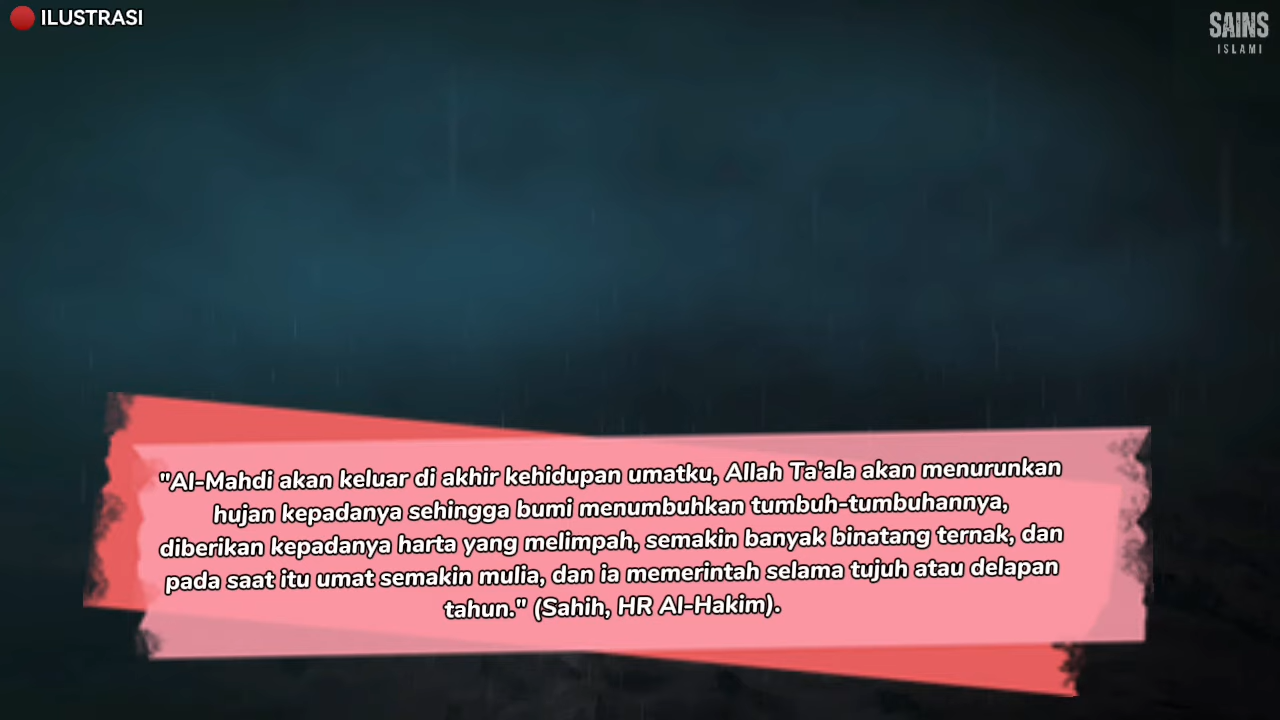 ILUSTRASI
SAINS
ISLAMI
"Al-Mahdi akan keluar di akhir kehidupan umatku, Allah Ta'ala akan menurunkan
hujan kepadanya sehingga bumi menumbuhkan tumbuh-tumbuhannya,
diberikan kepadanya harta yang melimpah, semakin banyak binatang ternak, dan
pada saat itu umat semakin mulia, dan ia memerintah selama tujuh atau delapan
tahun." (Sahih, HR Al-Hakim).